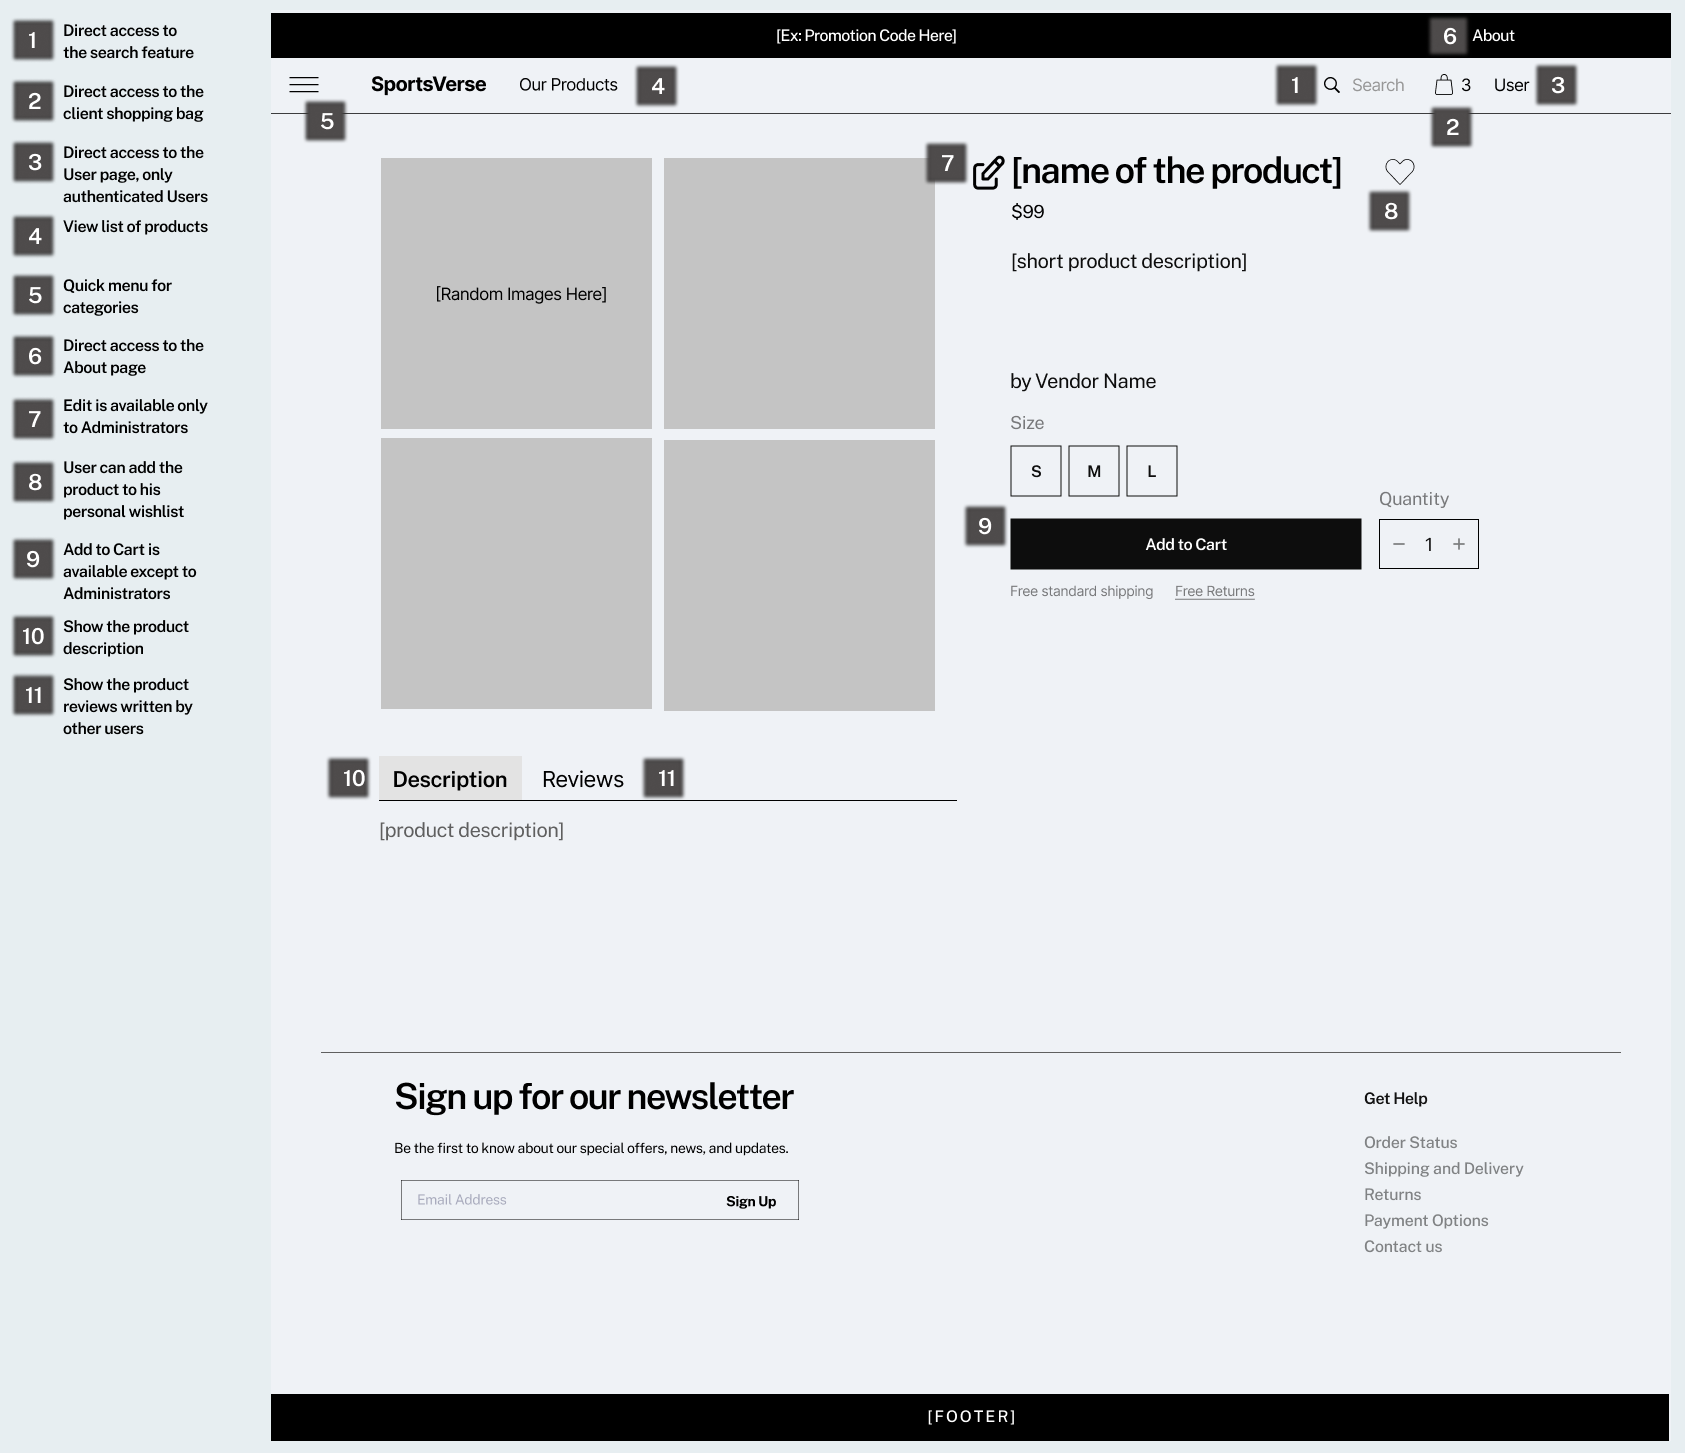 1
Direct access to
the search feature
2
Direct access to the
client shopping bag
3
Direct access to the
User page, only
authenticated Users
4
View list of products
5
Quick menu for
categories
6
Direct access to the
About page
7
Edit is available only
to Administrators
8
User can add the
product to his
personal wishlist
9
Add to Cart is
available except to
Administrators
10
Show the product
description
11
Show the product
reviews written by
other users
[Ex: Promotion Code Here]
6 About
SportsVerse Our Products 4 1 Search 3 User 3
5
2
7 [name of the product]
8
$99
[short product description]
[Random Images Here]
by Vendor Name
Size
S M L
Quantity
9 Add to Cart 1
Free standard shipping Free Returns
10 Description Reviews 11
[product description]
Sign up for our newsletter
Be the first to know about our special offers, news, and updates.
Email Address Sign Up
Get Help
Order Status
Shipping and Delivery
Returns
Payment Options
Contact us
[FOOTER]